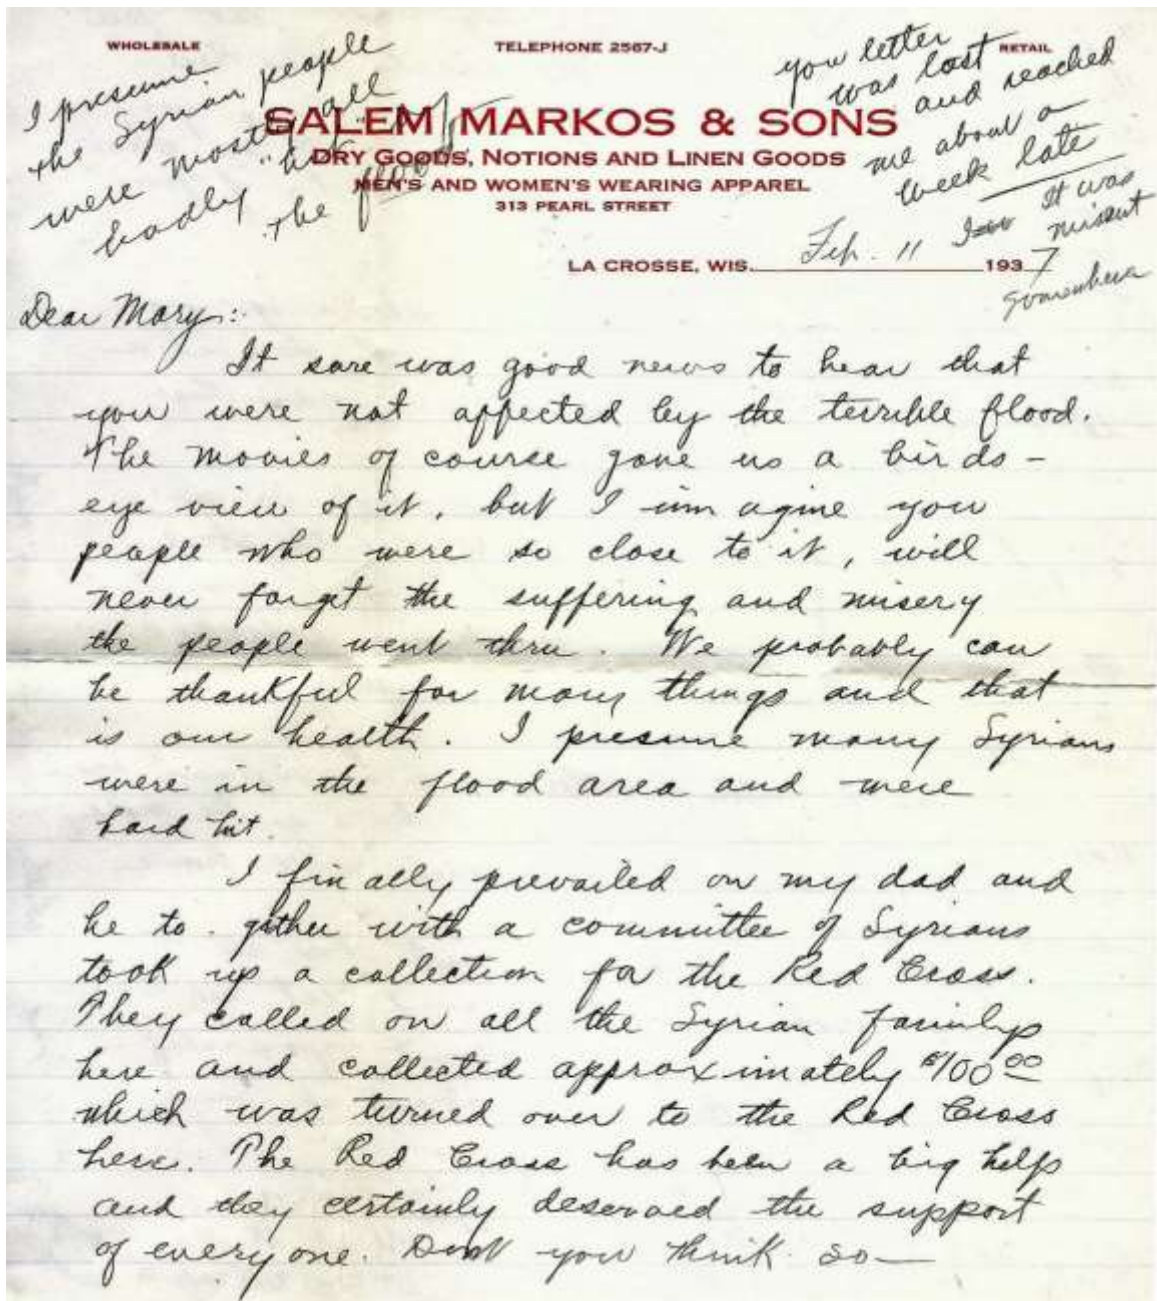 WHOLESALE
TELEPHONE 2567-J
RETAIL
SALEM MARKOS & SONS
DRY GOODS, NOTIONS AND LINEN GOODS
MEN'S AND WOMEN'S WEARING APPAREL
313 PEARL STREET
LA CROSSE, WIS. Feb. 11 1937
I presume
the Syrian people
were mostly all
badly "hit" by
the flood
you letter
was lost
and reached
me about a
week late
It was
missent
somewhere
Dear Mary:
It sure was good news to hear that
you were not affected by the terrible flood.
The movies of course gave us a birds-
eye view of it, but I imagine you
people who were so close to it, will
never forget the suffering and misery
the people went thru. We probably can
be thankful for many things and that
is our health. I presume many Syrians
were in the flood area and were
hard hit.
I finally prevailed on my dad and
he to. gether with a committee of Syrians
took up a collection for the Red Cross.
They called on all the Syrian familys
here and collected approximately $100.00
which was turned over to the Red Cross
here. The Red Cross has been a big help
and they certainly deserved the support
of everyone. Dont you think so—